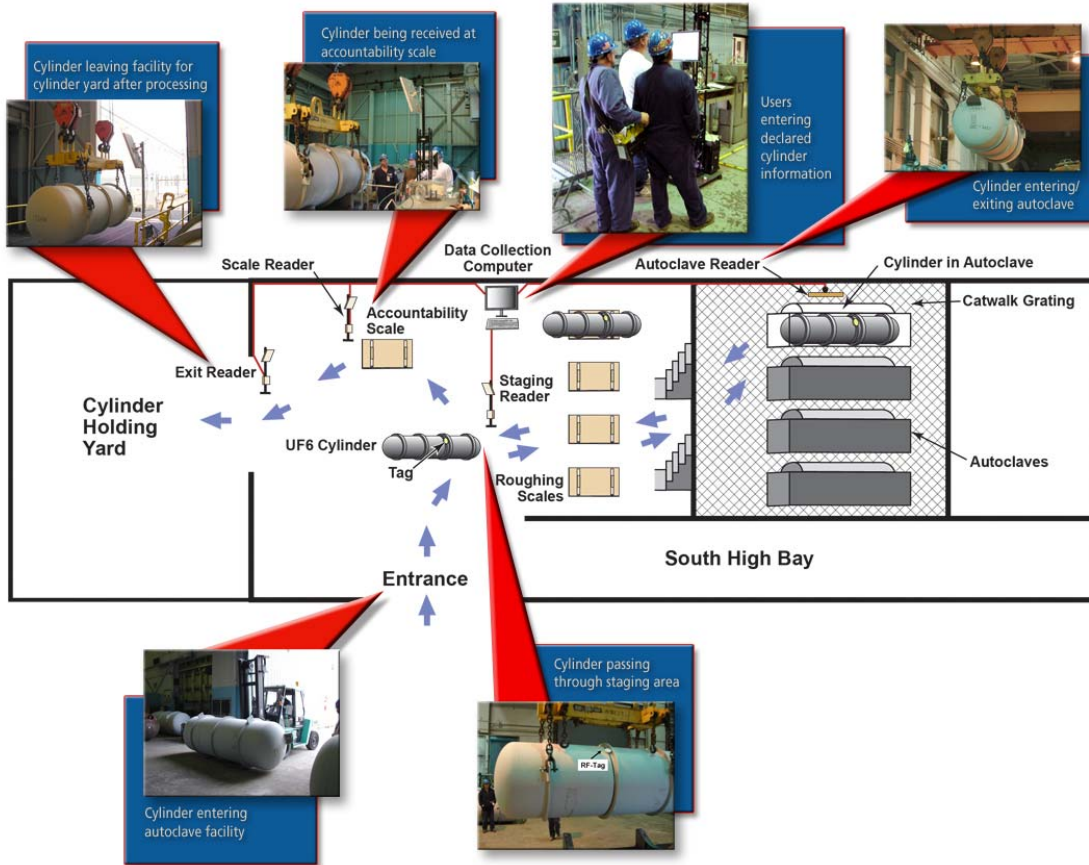 Cylinder leaving facility for
cylinder yard after processing
Cylinder being received at
accountability scale
Users
entering
declared
cylinder
information
Cylinder entering/
exiting autoclave
Scale Reader
Data Collection
Computer
Autoclave Reader
Cylinder in Autoclave
Catwalk Grating
Accountability
Scale
Exit Reader
Staging
Reader
Cylinder
Holding
Yard
UF6 Cylinder
Tag
Roughing
Scales
Autoclaves
South High Bay
Entrance
Cylinder passing
through staging area
RF-Tag
Cylinder entering
autoclave facility